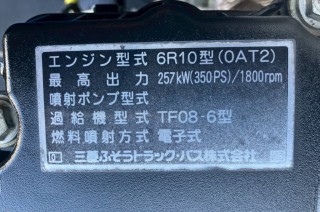 エンジン型式 6R10型(0AT2)
最高出力 257kW(350PS)/1800rpm
噴射ポンプ型式
過給機型式 TF08-6型
燃料噴射方式 電子式
三菱ふそうトラック・バス株式会社